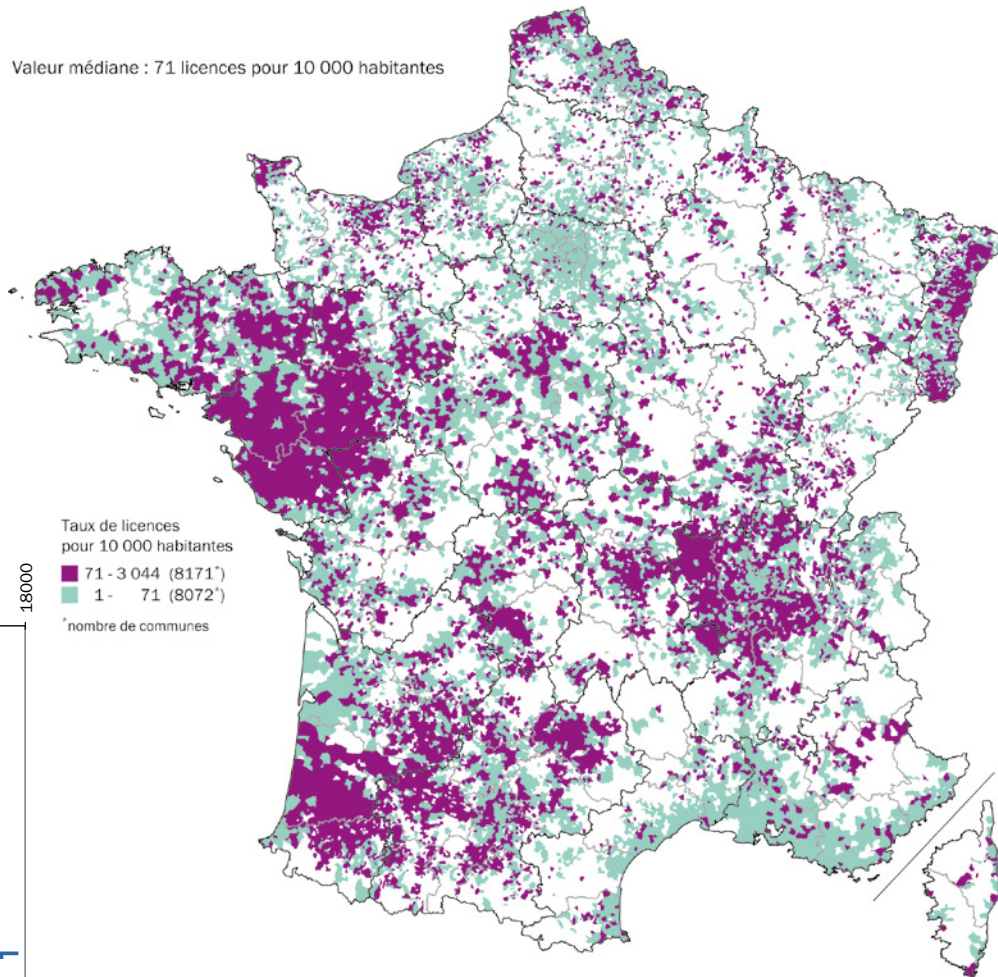 Valeur médiane : 71 licences pour 10 000 habitantes
Taux de licences
pour 10 000 habitantes
71 - 3 044 (8171*)
1 - 71 (8072*)
*nombre de communes
18000